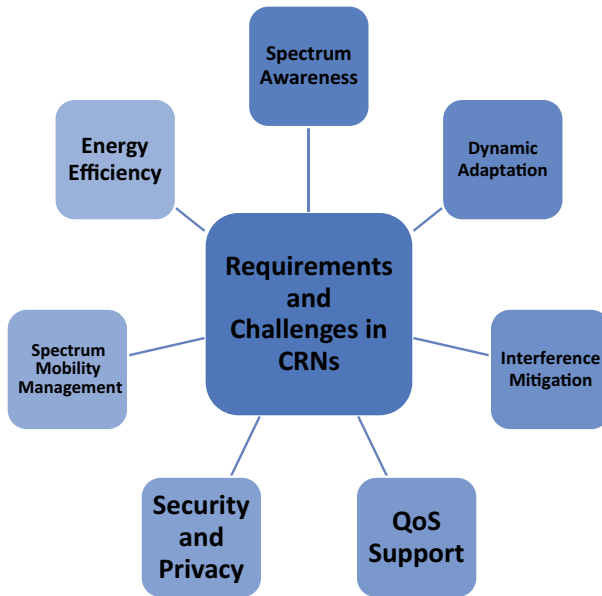 Spectrum
Awareness
Energy
Efficiency
Dynamic
Adaptation
Requirements
and
Challenges in
CRNs
Spectrum
Mobility
Management
Interference
Mitigation
Security
and
Privacy
QoS
Support